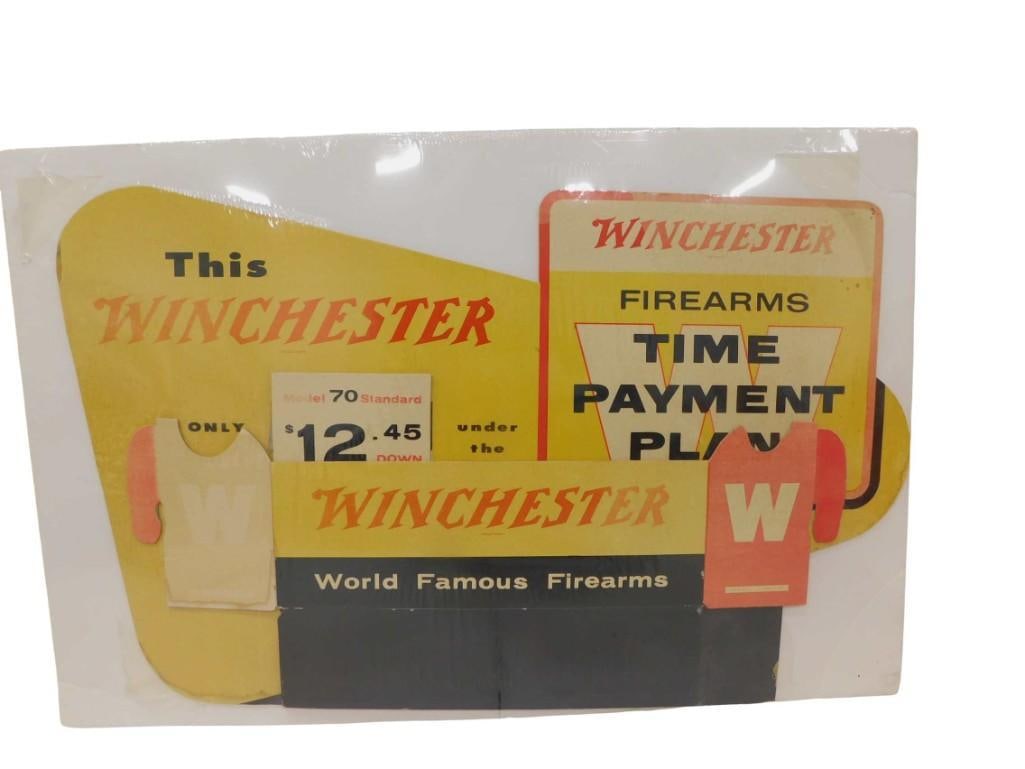 This
WINCHESTER
ONLY
Model 70 Standard
$12.45
DOWN
under
the
WINCHESTER
FIREARMS
TIME
PAYMENT
PLAN
W
WINCHESTER
World Famous Firearms
W
W